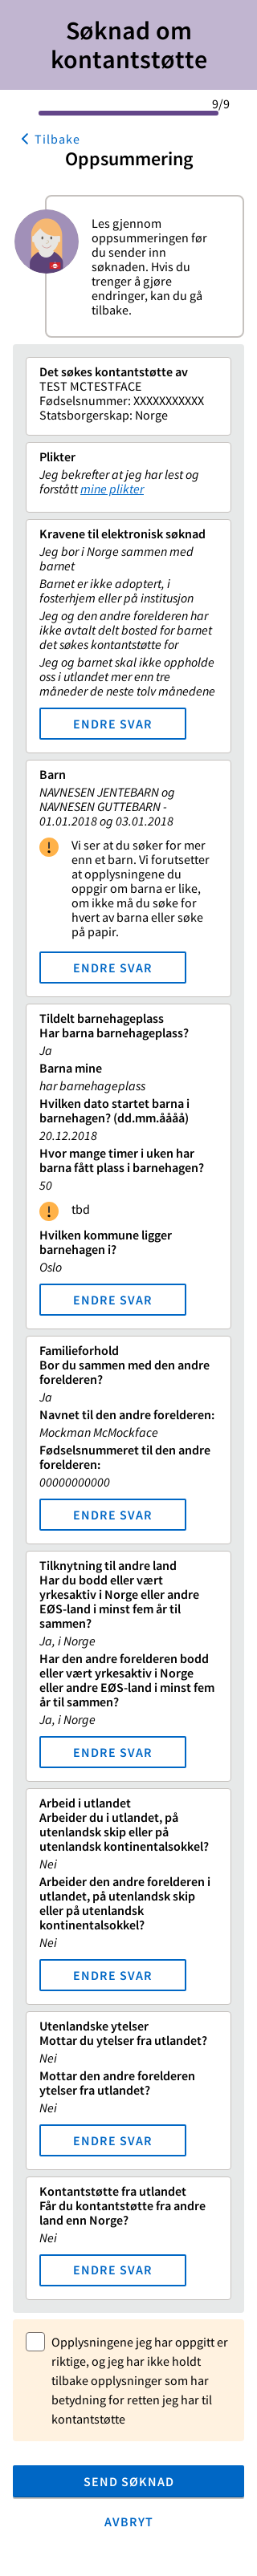 Søknad om
kontantstøtte
9/9
Tilbake
Oppsummering
Les gjennom
oppsummeringen før
du sender inn
søknaden. Hvis du
trenger å gjøre
endringer, kan du gå
tilbake.
Det søkes kontantstøtte av
TEST MCTESTFACE
Fødselsnummer: XXXXXXXXXXX
Statsborgerskap: Norge
Plikter
Jeg bekrefter at jeg har lest og
forstått mine plikter
Kravene til elektronisk søknad
Jeg bor i Norge sammen med
barnet
Barnet er ikke adoptert, i
fosterhjem eller på institusjon
Jeg og den andre forelderen har
ikke avtalt delt bosted for barnet
det søkes kontantstøtte for
Jeg og barnet skal ikke oppholde
oss i utlandet mer enn tre
måneder de neste tolv månedene
ENDRE SVAR
Barn
NAVNESEN JENTEBARN og
NAVNESEN GUTTEBARN -
01.01.2018 og 03.01.2018
Vi ser at du søker for mer
enn et barn. Vi forutsetter
at opplysningene du
oppgir om barna er like,
om ikke må du søke for
hvert av barna eller søke
på papir.
ENDRE SVAR
Tildelt barnehageplass
Har barna barnehageplass?
Ja
Barna mine
har barnehageplass
Hvilken dato startet barna i
barnehagen? (dd.mm.åååå)
20.12.2018
Hvor mange timer i uken har
barna fått plass i barnehagen?
50
tbd
Hvilken kommune ligger
barnehagen i?
Oslo
ENDRE SVAR
Familieforhold
Bor du sammen med den andre
forelderen?
Ja
Navnet til den andre forelderen:
Mockman McMockface
Fødselsnummeret til den andre
forelderen:
00000000000
ENDRE SVAR
Tilknytning til andre land
Har du bodd eller vært
yrkesaktiv i Norge eller andre
EØS-land i minst fem år til
sammen?
Ja, i Norge
Har den andre forelderen bodd
eller vært yrkesaktiv i Norge
eller andre EØS-land i minst fem
år til sammen?
Ja, i Norge
ENDRE SVAR
Arbeid i utlandet
Arbeider du i utlandet, på
utenlandsk skip eller på
utenlandsk kontinentalsokkel?
Nei
Arbeider den andre forelderen i
utlandet, på utenlandsk skip
eller på utenlandsk
kontinentalsokkel?
Nei
ENDRE SVAR
Utenlandske ytelser
Mottar du ytelser fra utlandet?
Nei
Mottar den andre forelderen
ytelser fra utlandet?
Nei
ENDRE SVAR
Kontantstøtte fra utlandet
Får du kontantstøtte fra andre
land enn Norge?
Nei
ENDRE SVAR
Opplysningene jeg har oppgitt er
riktige, og jeg har ikke holdt
tilbake opplysninger som har
betydning for retten jeg har til
kontantstøtte
SEND SØKNAD
AVBRYT